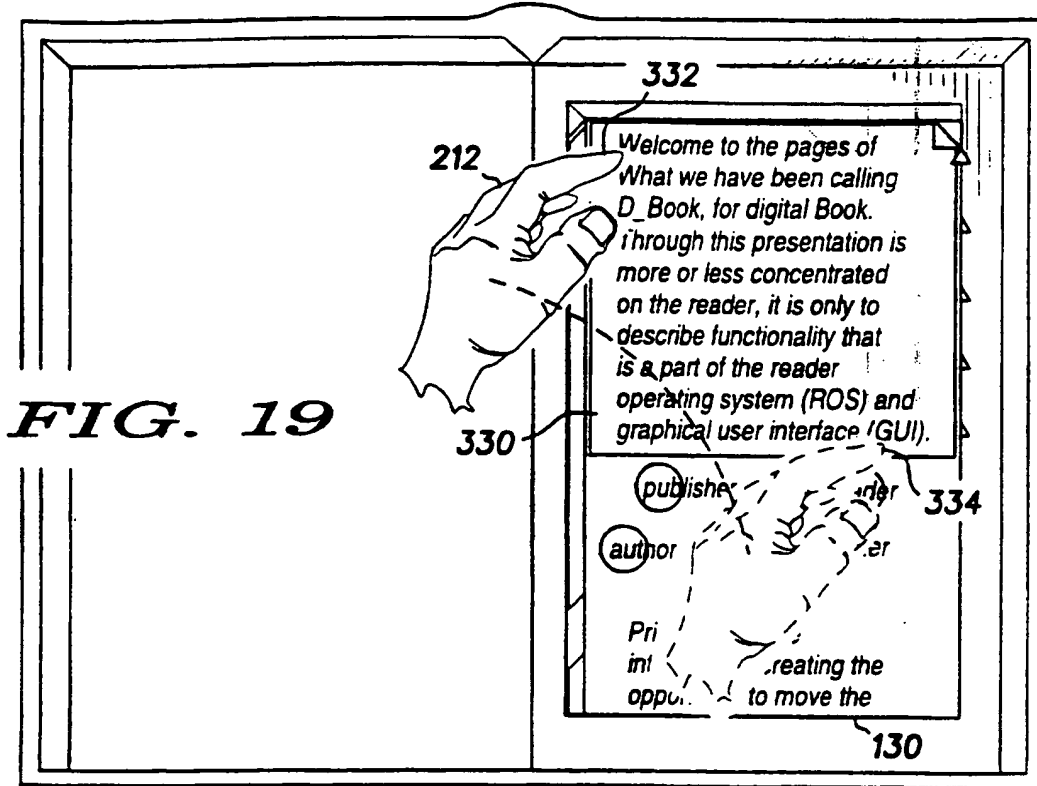 332
212
Welcome to the pages of
What we have been calling
D_Book, for digital Book.
Through this presentation is
more or less concentrated
on the reader, it is only to
describe functionality that
is a part of the reader
operating system (ROS) and
graphical user interface (GUI).
FIG. 19
330
334
publisher
author
reating the
to move the
130